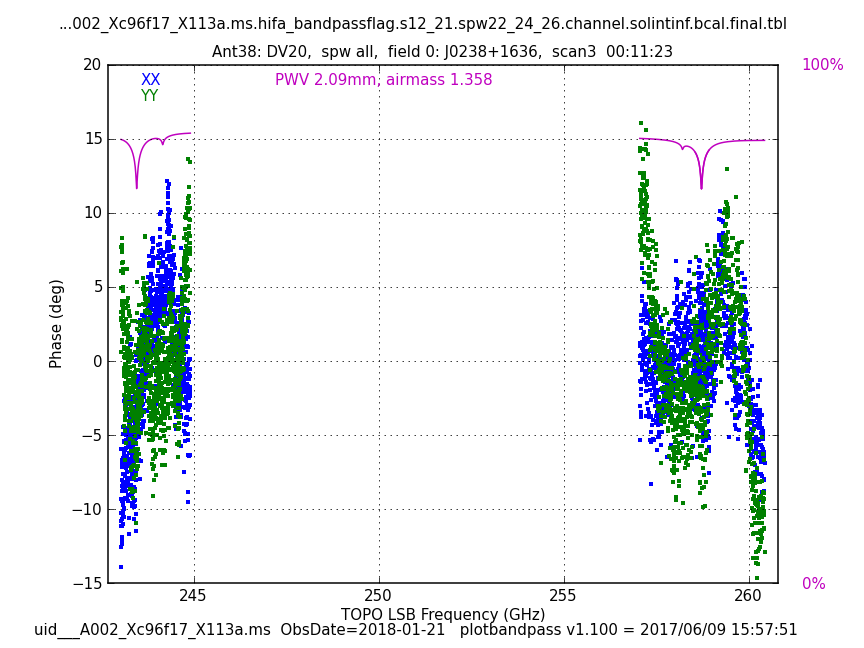 ...002_Xc96f17_X113a.ms.hifa_bandpassflag.s12_21.spw22_24_26.channel.solintinf.bcal.final.tbl
Ant38: DV20,  spw all,  field 0: J0238+1636,  scan3  00:11:23
20
100%
XX
PWV 2.09mm, airmass 1.358
YY
15
10
5
Phase (deg)
0
−5
−10
−15
0%
245
250
255
260
TOPO LSB Frequency (GHz)
uid___A002_Xc96f17_X113a.ms  ObsDate=2018-01-21   plotbandpass v1.100 = 2017/06/09 15:57:51